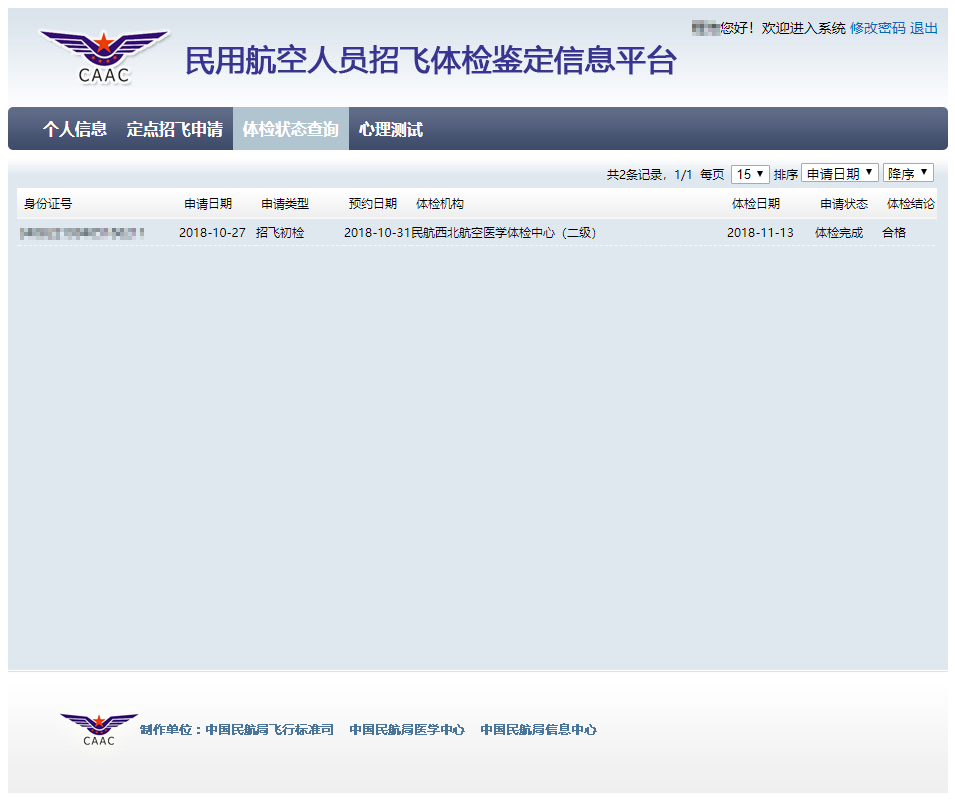 您好！欢迎进入系统 修改密码 退出
CAAC
民用航空人员招飞体检鉴定信息平台
个人信息 定点招飞申请 体检状态查询 心理测试
共2条记录，1/1 每页 15 排序 申请日期 降序
身份证号 申请日期 申请类型 预约日期 体检机构 体检日期 申请状态 体检结论
2018-10-27 招飞初检 2018-10-31民航西北航空医学体检中心（二级） 2018-11-13 体检完成 合格
CAAC
制作单位：中国民航局飞行标准司 中国民航局医学中心 中国民航局信息中心